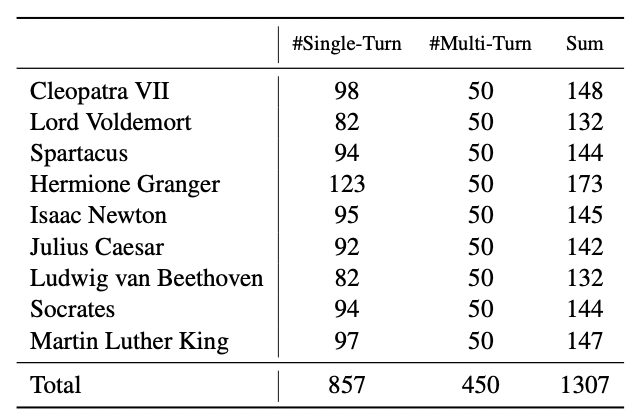 #Single-Turn #Multi-Turn Sum
Cleopatra VII 98 50 148
Lord Voldemort 82 50 132
Spartacus 94 50 144
Hermione Granger 123 50 173
Isaac Newton 95 50 145
Julius Caesar 92 50 142
Ludwig van Beethoven 82 50 132
Socrates 94 50 144
Martin Luther King 97 50 147
Total 857 450 1307